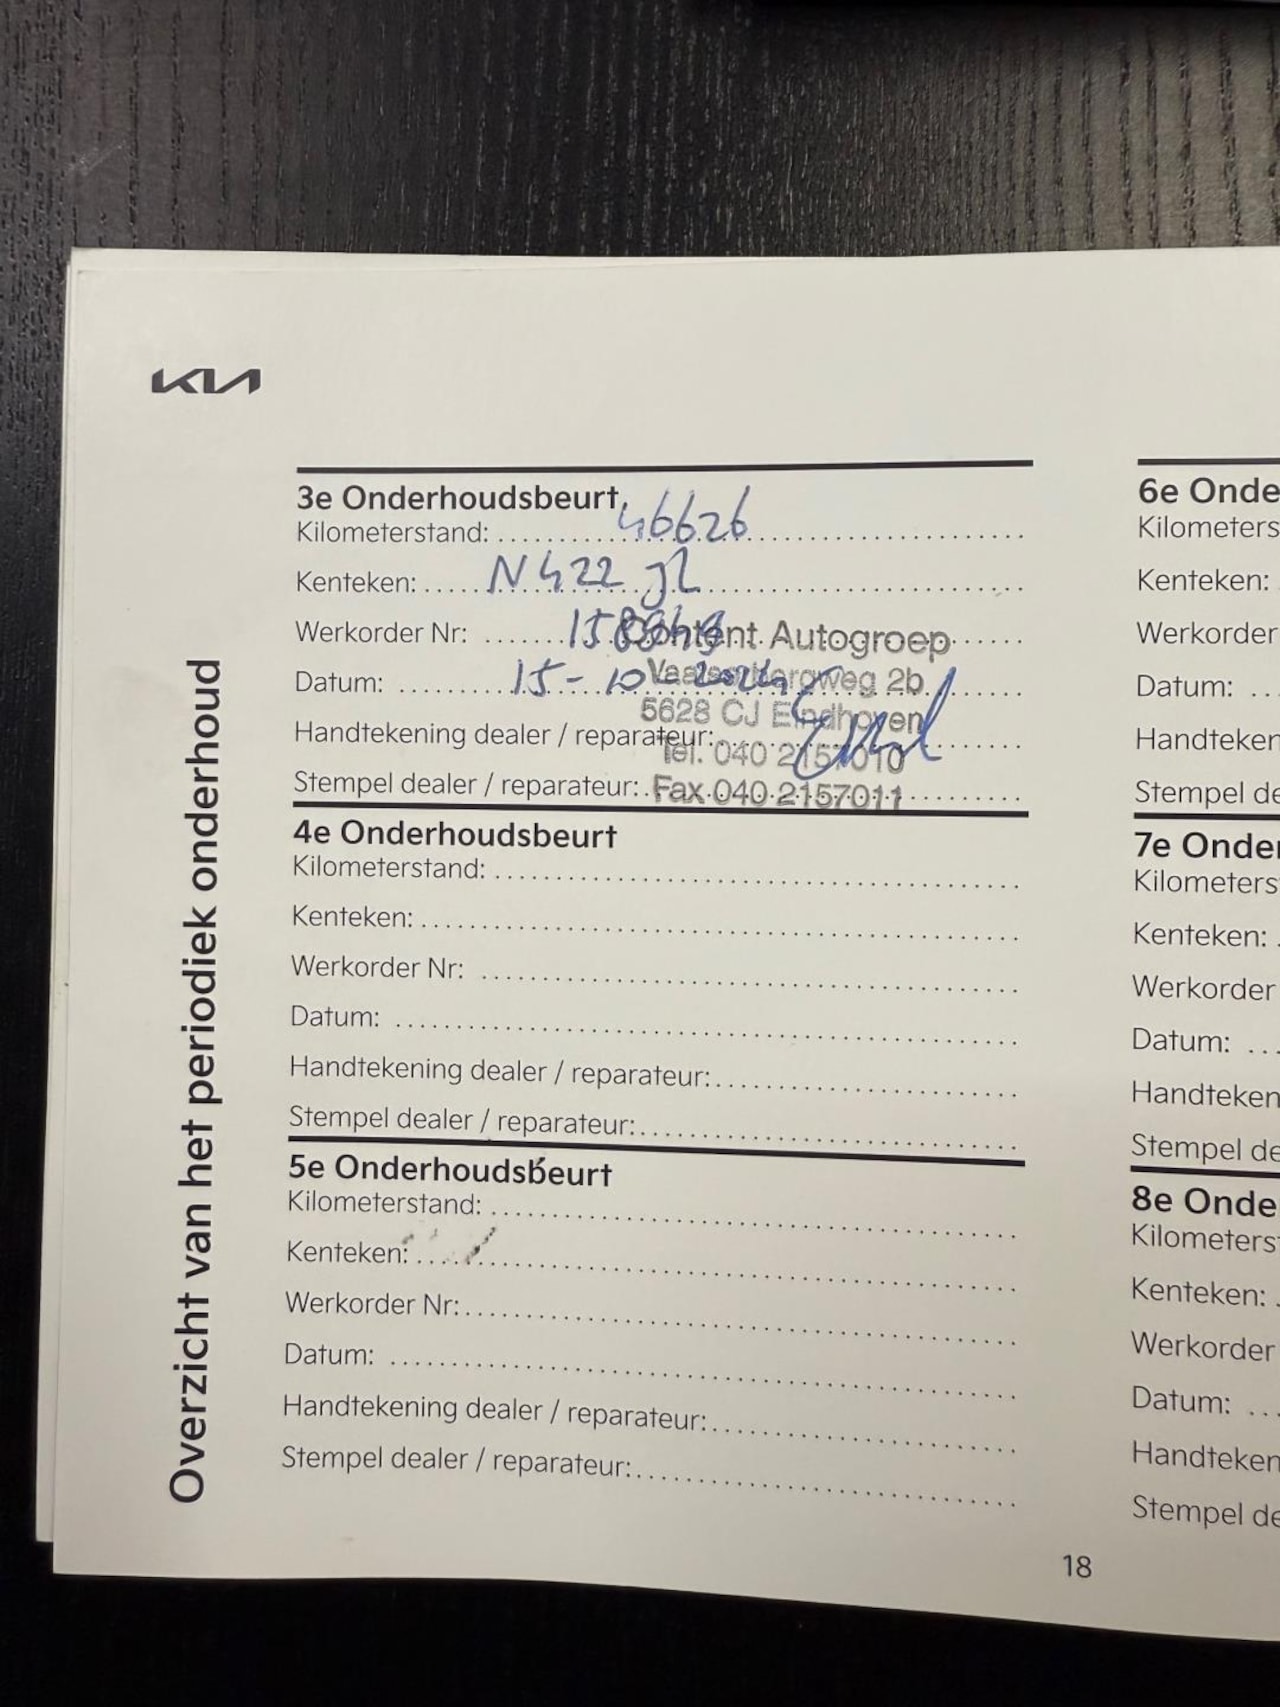 KIA
Overzicht van het periodiek onderhoud
3e Onderhoudsbeurt
Kilometerstand: 46626
Kenteken: N422 JL
Werkorder Nr:
Content Autogroep
Datum: 15-10-2024
2b
5628 CJ Eindhoven
Handtekening dealer / reparateur:
Tel. 040 2157010
Stempel dealer / reparateur: Fax 040 2157011
4e Onderhoudsbeurt
Kilometerstand:
Kenteken:
Werkorder Nr:
Datum:
Handtekening dealer / reparateur:
Stempel dealer / reparateur:
5e Onderhoudsbeurt
Kilometerstand:
Kenteken:
Werkorder Nr:
Datum:
Handtekening dealer / reparateur:
Stempel dealer / reparateur:
6e Onde
Kilometers
Kenteken:
Werkorder
Datum:
Handteken
Stempel de
7e Onder
Kilometers
Kenteken:
Werkorder
Datum:
Handteken
Stempel de
8e Onde
Kilometers
Kenteken:
Werkorder
Datum:
Handteken
Stempel de
18